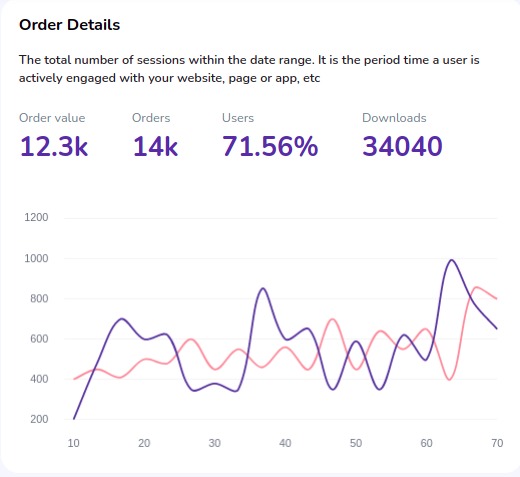 Order Details
The total number of sessions within the date range. It is the period time a user is
actively engaged with your website, page or app, etc
Order value Orders Users Downloads
12.3k 14k 71.56% 34040
1200
1000
800
600
400
200
10 20 30 40 50 60 70